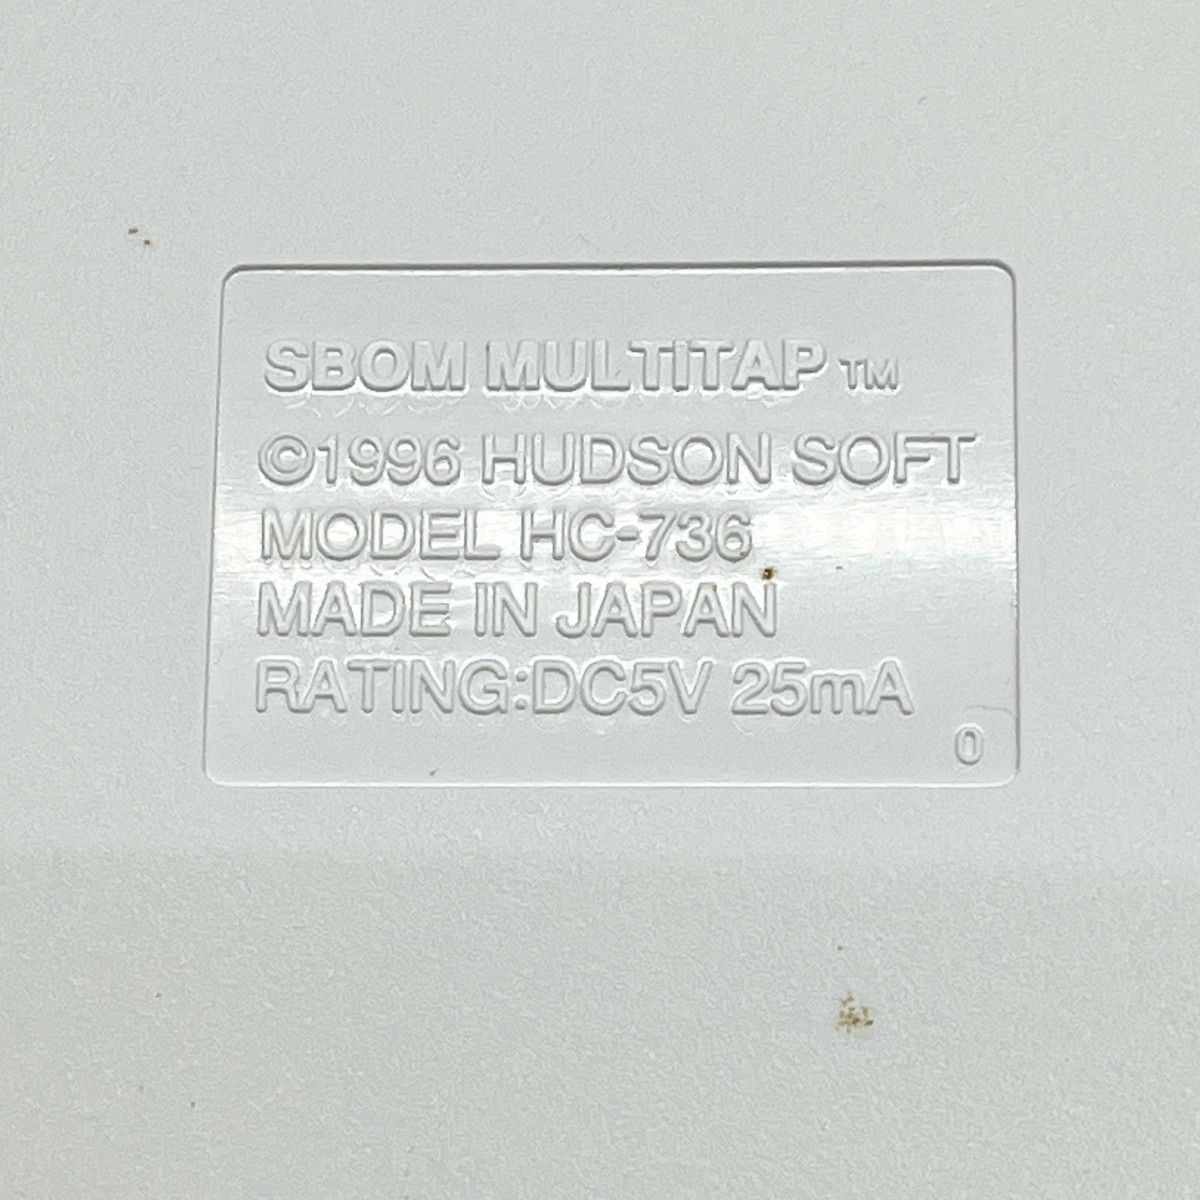 SBOM MULTITAP TM
©1996 HUDSON SOFT
MODEL HC-736
MADE IN JAPAN
RATING:DC5V 25mA
0